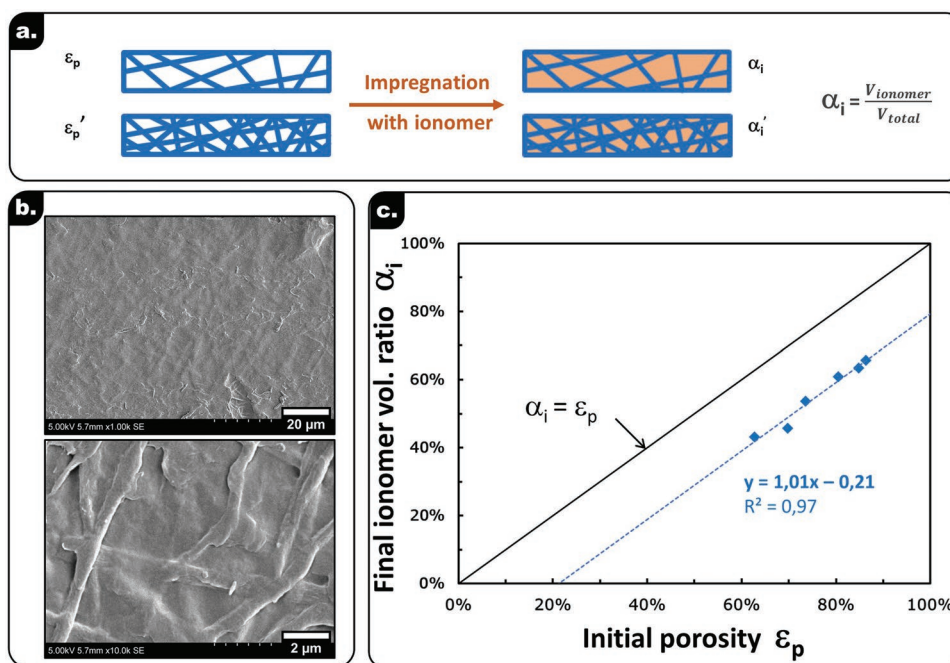 a.
εₚ
εₚ'
Impregnation
with ionomer
αᵢ
αᵢ'
αᵢ = V_ionomer / V_total
b.
20 µm
5.00kV 5.7mm x1.00k SE
2 µm
5.00kV 5.7mm x10.0k SE
c.
Final ionomer vol. ratio αᵢ
100%
80%
60%
40%
20%
0%
αᵢ = εₚ
y = 1,01x – 0,21
R² = 0,97
0%
20%
40%
60%
80%
100%
Initial porosity εₚ